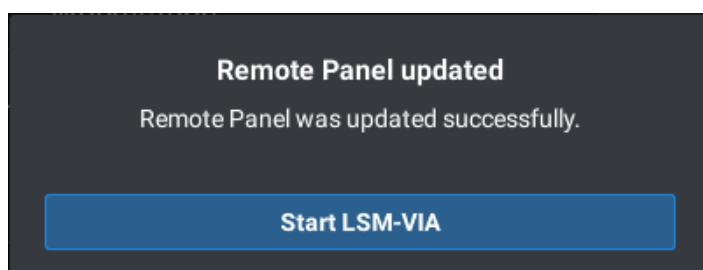 Remote Panel updated
Remote Panel was updated successfully.
Start LSM-VIA